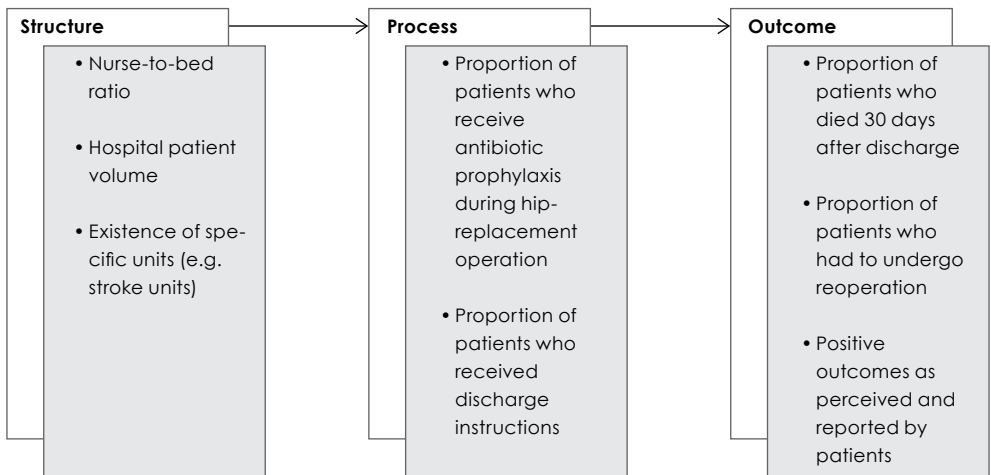 Structure
• Nurse-to-bed
ratio
• Hospital patient
volume
• Existence of spe-
cific units (e.g.
stroke units)
Process
• Proportion of
patients who
receive
antibiotic
prophylaxis
during hip-
replacement
operation
• Proportion of
patients who
received
discharge
instructions
Outcome
• Proportion of
patients who
died 30 days
after discharge
• Proportion of
patients who
had to undergo
reoperation
• Positive
outcomes as
perceived and
reported by
patients